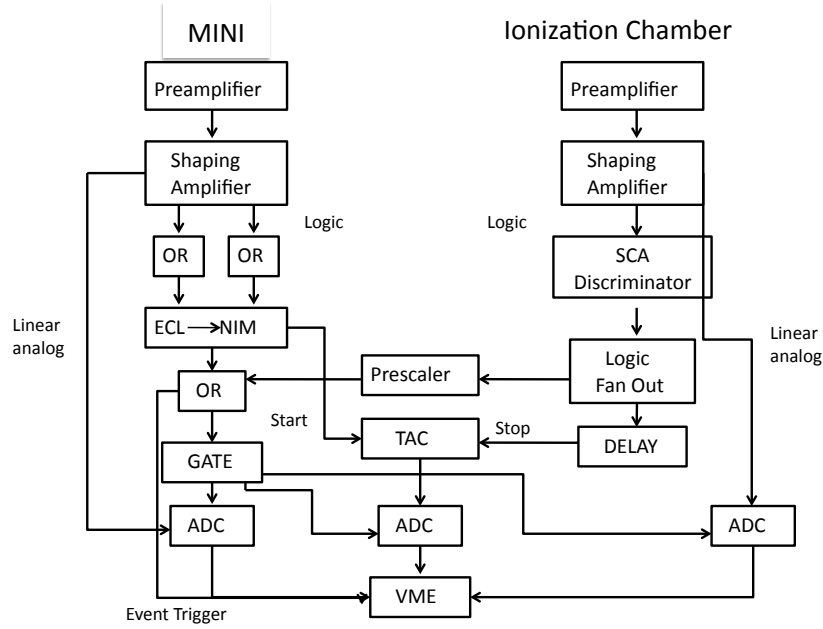 MINI
Ionization Chamber
Preamplifier
Preamplifier
Shaping
Amplifier
Shaping
Amplifier
Logic
Logic
OR
OR
SCA
Discriminator
Linear
analog
ECL
NIM
Linear
analog
Logic
Fan Out
Prescaler
OR
Start
TAC
Stop
DELAY
GATE
ADC
ADC
ADC
VME
Event Trigger